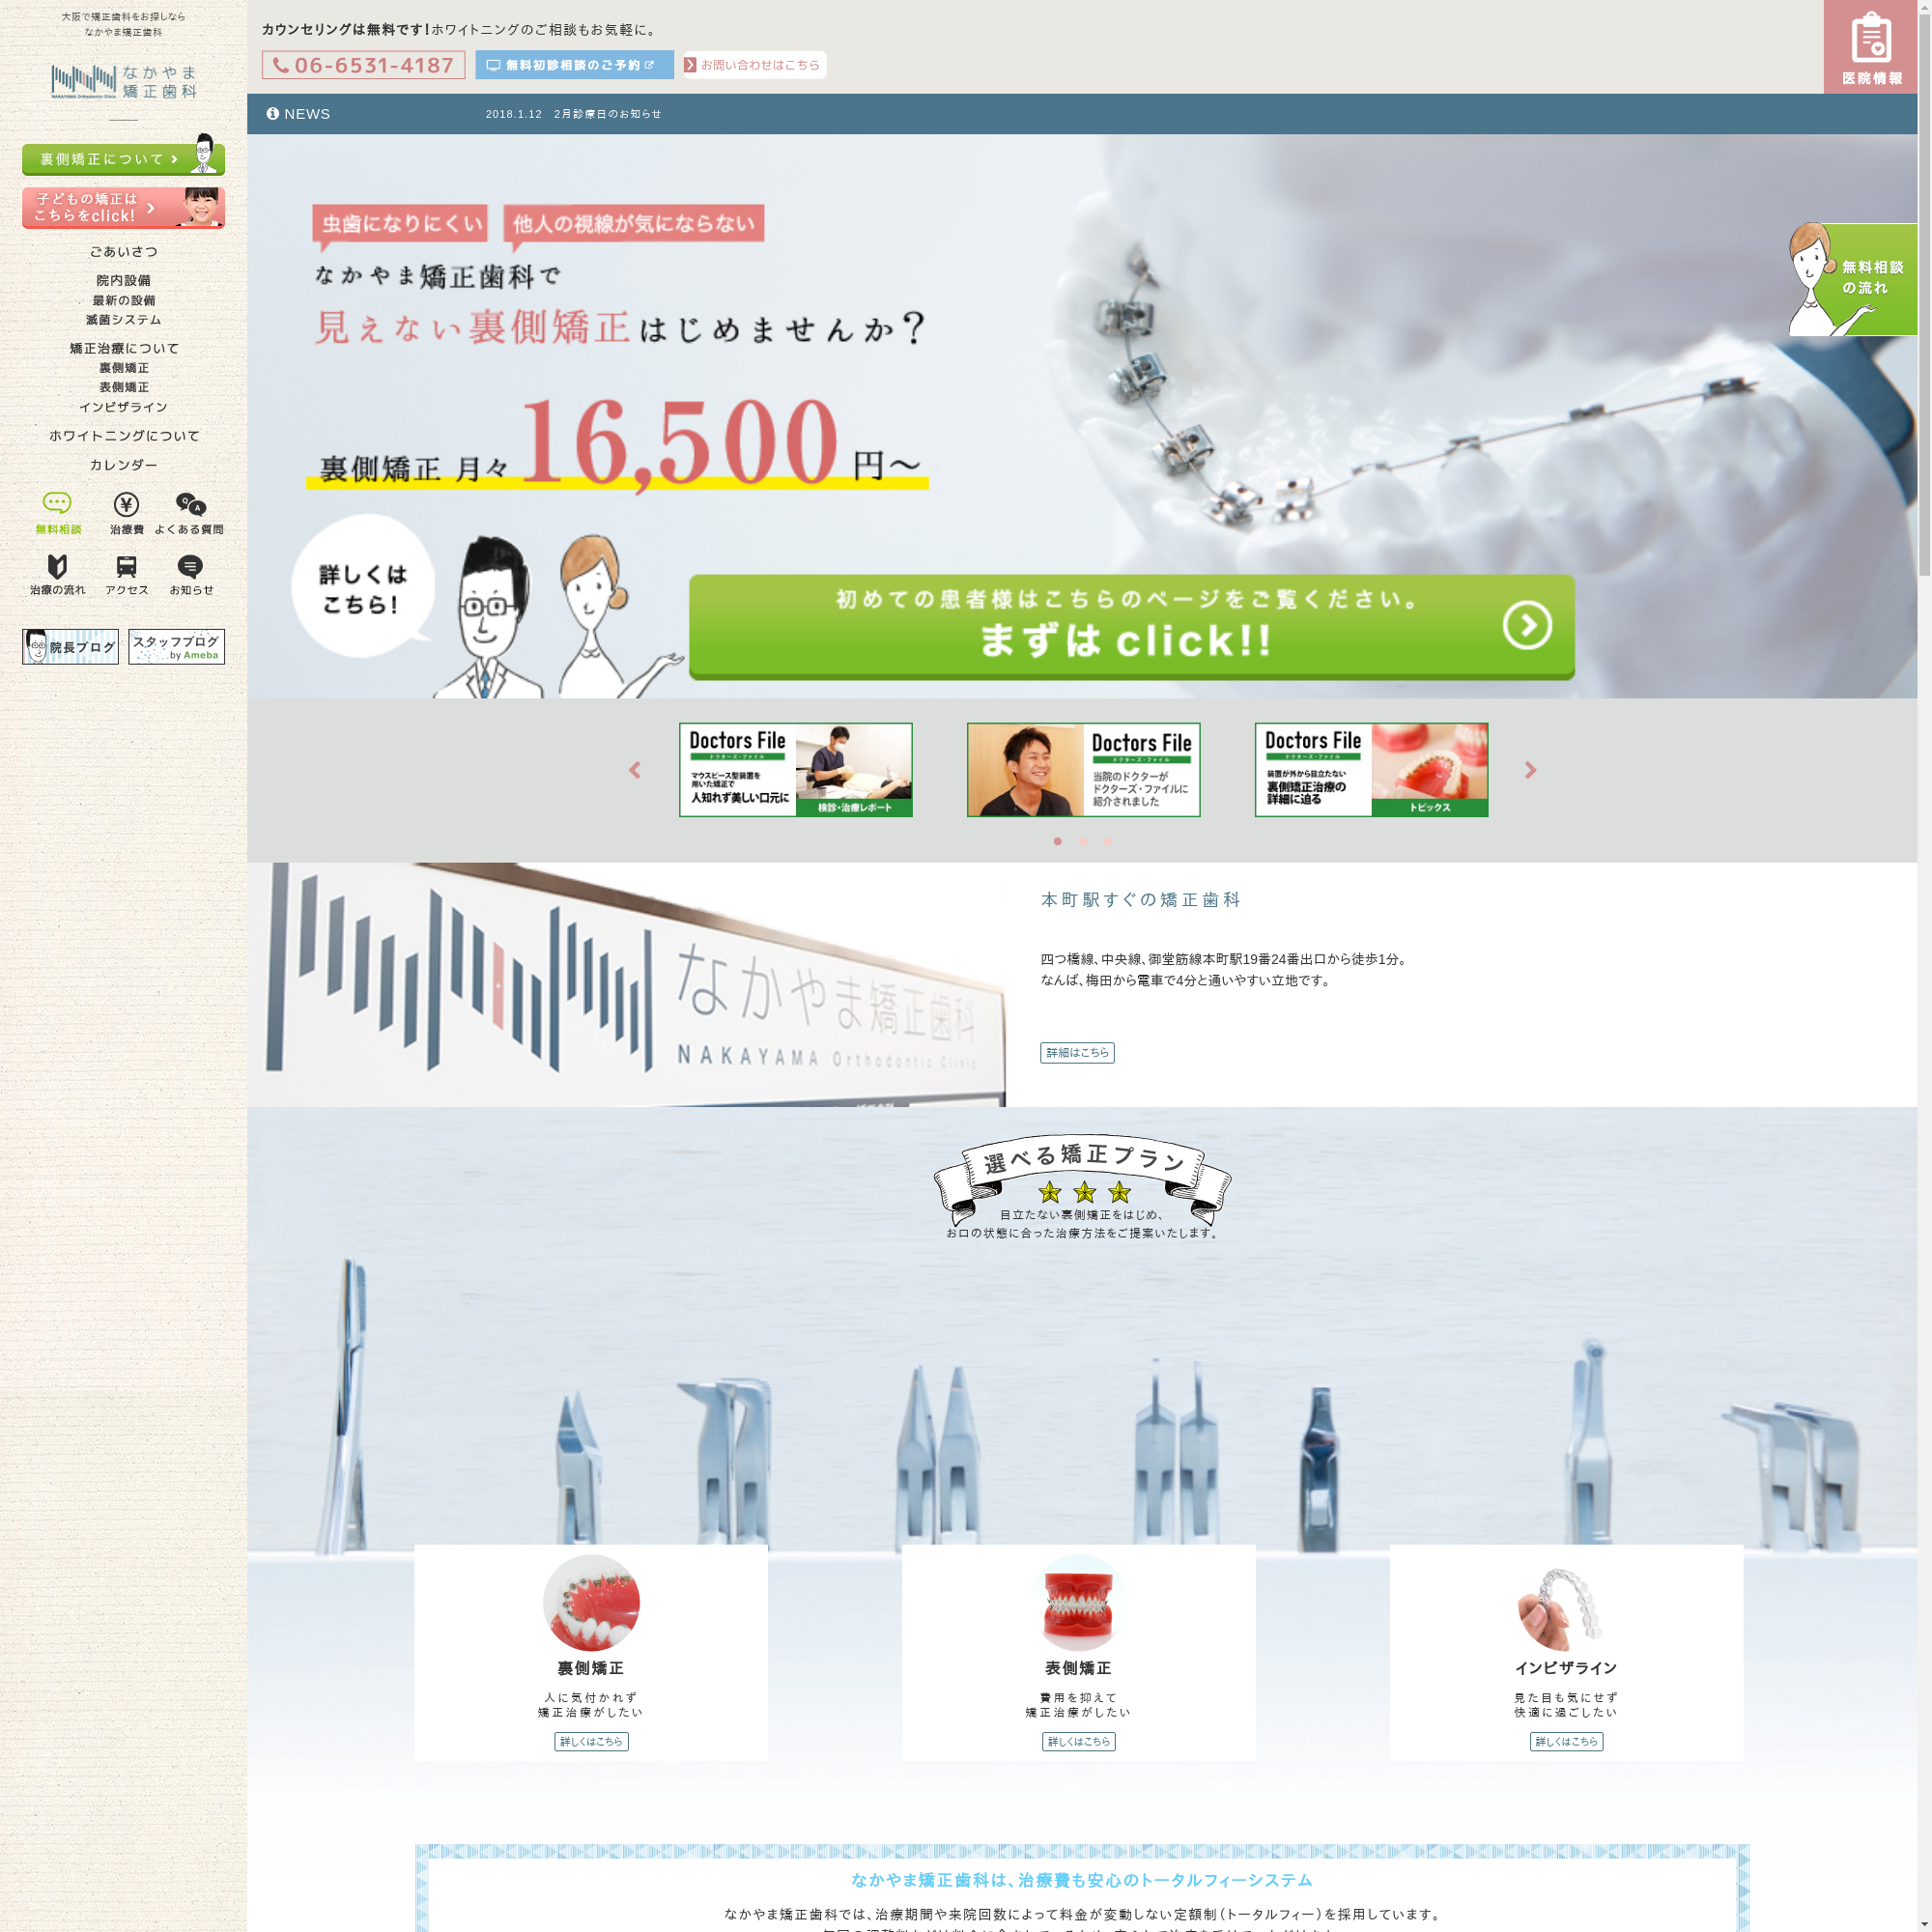 大阪で矯正歯科をお探しなら
なかやま矯正歯科
なかやま
矯正歯科
NAKAYAMA Orthodontic Clinic
裏側矯正について
子どもの矯正は
こちらをclick!
ごあいさつ
院内設備
最新の設備
滅菌システム
矯正治療について
裏側矯正
表側矯正
インビザライン
ホワイトニングについて
カレンダー
無料相談
治療費
よくある質問
治療の流れ
アクセス
お知らせ
院長ブログ
スタッフブログ
by Ameba
カウンセリングは無料です！ホワイトニングのご相談もお気軽に。
06-6531-4187
無料初診相談のご予約
お問い合わせはこちら
医院情報
NEWS
2018.1.12 2月診療日のお知らせ
虫歯になりにくい
他人の視線が気にならない
なかやま矯正歯科で
見えない裏側矯正はじめませんか？
裏側矯正 月々16,500円〜
無料相談
の流れ
詳しくは
こちら！
初めての患者様はこちらのページをご覧ください。
まずは click!!
Doctors File
ドクターズ・ファイル
マウスピース型装置を
用いた矯正で
人知れず美しい口元に
検診・治療レポート
Doctors File
ドクターズ・ファイル
当院のドクターが
ドクターズ・ファイルに
紹介されました
Doctors File
ドクターズ・ファイル
装置が外から目立たない
裏側矯正治療の
詳細に迫る
トピックス
なかやま矯正歯科
NAKAYAMA Orthodontic Clinic
本町駅すぐの矯正歯科
四つ橋線、中央線、御堂筋線本町駅19番24番出口から徒歩1分。
なんば、梅田から電車で4分と通いやすい立地です。
詳細はこちら
選べる矯正プラン
目立たない裏側矯正をはじめ、
お口の状態に合った治療方法をご提案いたします。
裏側矯正
人に気付かれず
矯正治療がしたい
詳しくはこちら
表側矯正
費用を抑えて
矯正治療がしたい
詳しくはこちら
インビザライン
見た目も気にせず
快適に過ごしたい
詳しくはこちら
なかやま矯正歯科は、治療費も安心のトータルフィーシステム
なかやま矯正歯科では、治療期間や来院回数によって料金が変動しない定額制（トータルフィー）を採用しています。